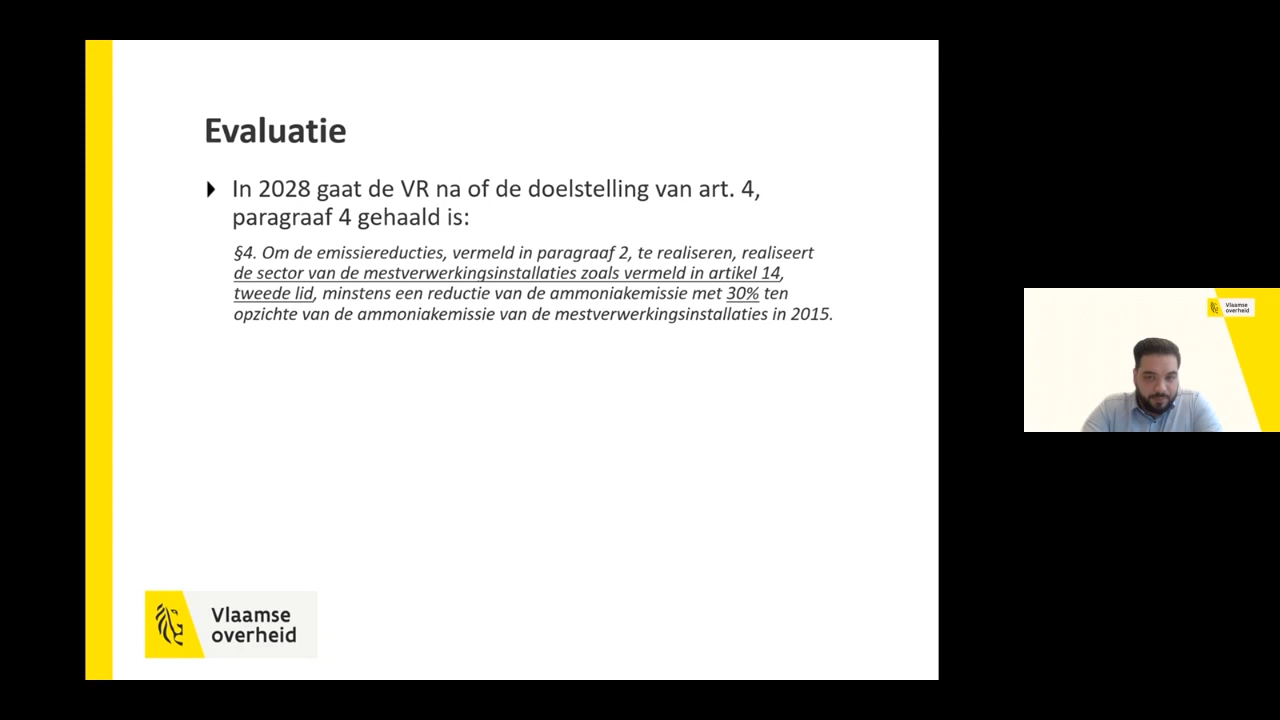 Evaluatie
In 2028 gaat de VR na of de doelstelling van art. 4,
paragraaf 4 gehaald is:
§4. Om de emissiereducties, vermeld in paragraaf 2, te realiseren, realiseert
de sector van de mestverwerkingsinstallaties zoals vermeld in artikel 14,
tweede lid, minstens een reductie van de ammoniakemissie met 30% ten
opzichte van de ammoniakemissie van de mestverwerkingsinstallaties in 2015.
Vlaamse
overheid
Vlaamse
overheid